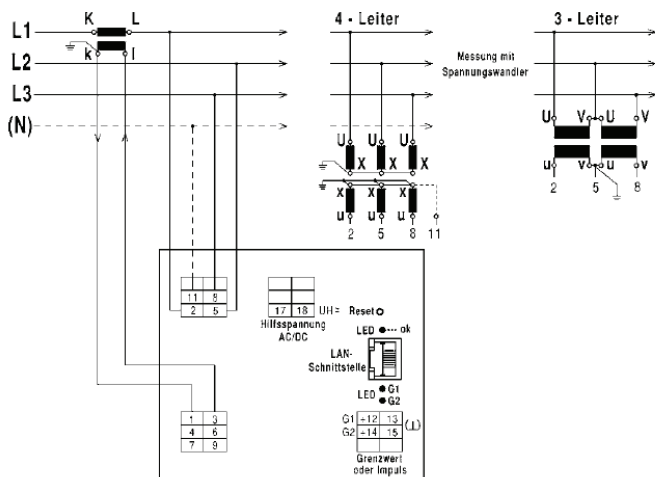 K L 4 - Leiter 3 - Leiter
L1
k l
L2 Messung mit
Spannungswandler
L3
U V U V
(N)
U U U
X X X
u v u v
x x x
2 5 8
u u u
2 5 8 11
11 8
2 5
17 18 UH= Reset
Hilfsspannung
AC/DC
LED ok
LAN-
Schnittstelle
LED G1
G2
1 3
4 6
7 9
G1 +12 13 (⊥)
G2 +14 15
Grenzwert
oder Impuls